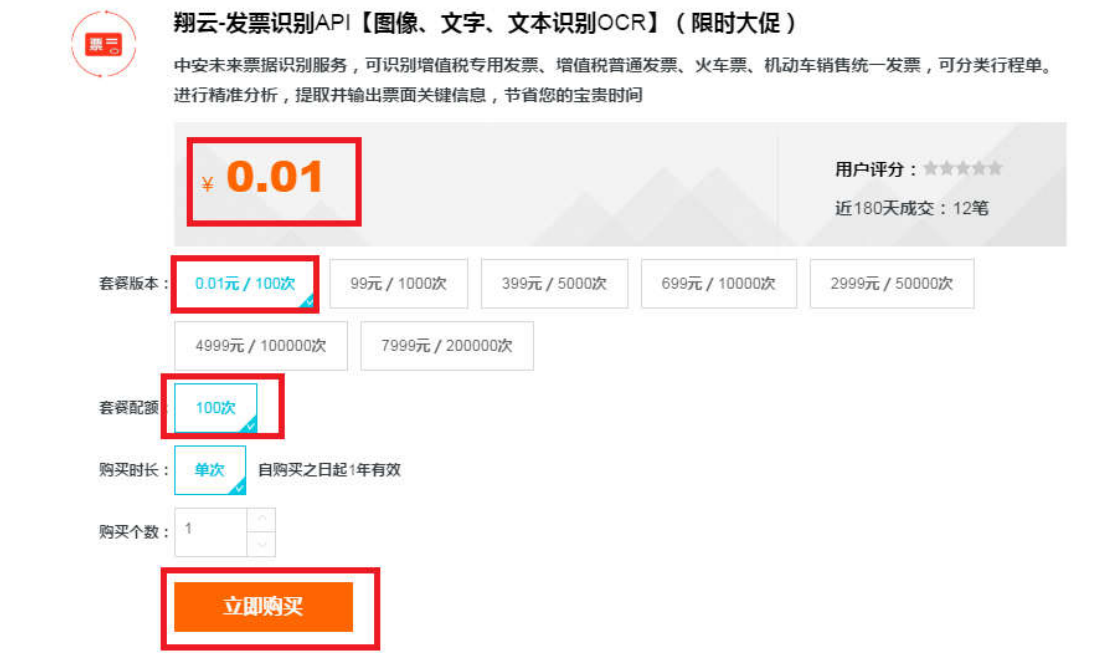 翔云-发票识别API【图像、文字、文本识别OCR】（限时大促）
票
中安未来票据识别服务，可识别增值税专用发票、增值税普通发票、火车票、机动车销售统一发票，可分类行程单。
进行精准分析，提取并输出票面关键信息，节省您的宝贵时间
¥ 0.01
用户评分：
近180天成交：12笔
套餐版本： 0.01元 / 100次 99元 / 1000次 399元 / 5000次 699元 / 10000次 2999元 / 50000次
4999元 / 100000次 7999元 / 200000次
套餐配额： 100次
购买时长： 单次 自购买之日起1年有效
购买个数： 1
立即购买